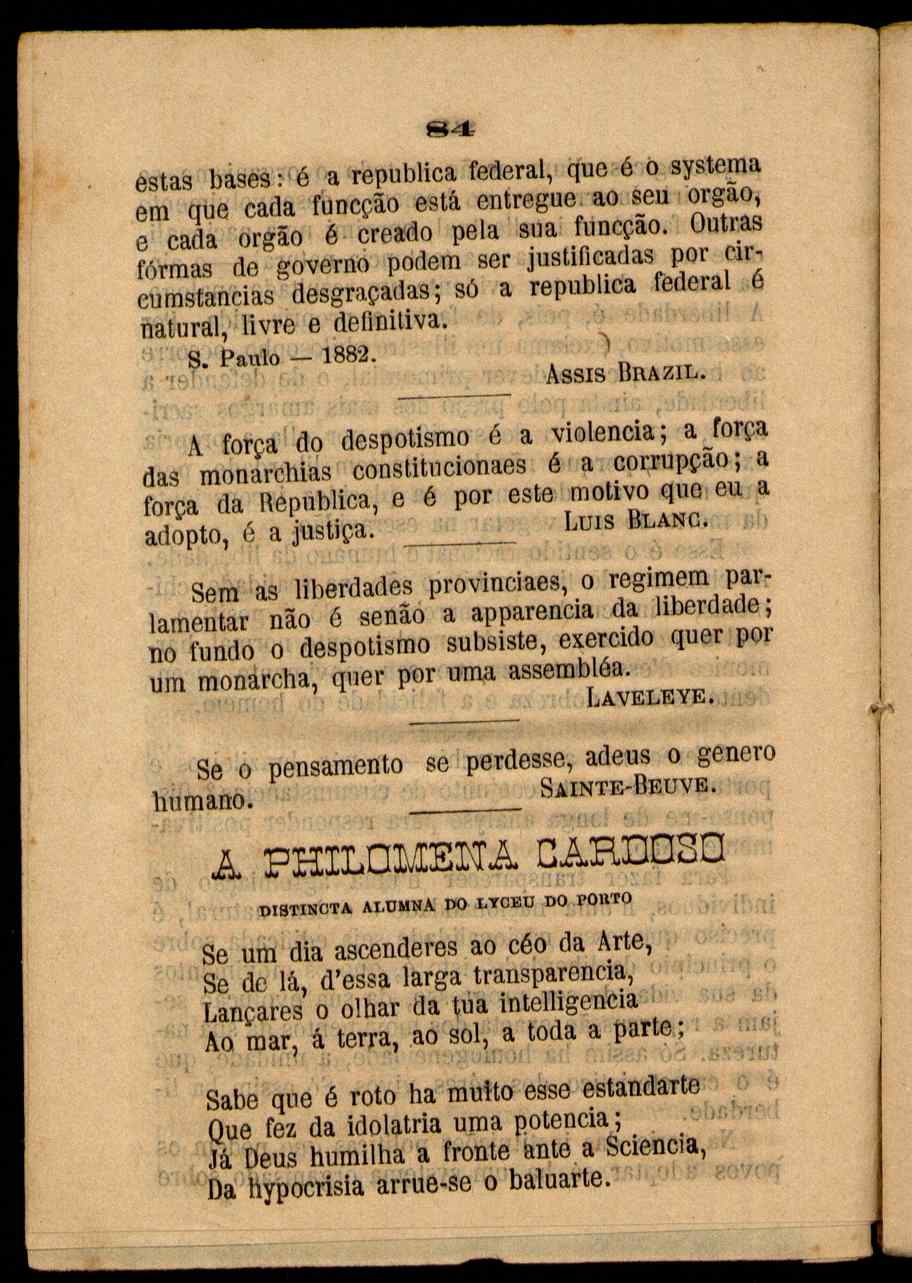 84
estas bases: é a republica federal, que é o systema
em que cada funcção está entregue ao seu orgão,
e cada orgão é creado pela sua funcção. Outras
fórmas de governo podem ser justificadas por cir-
cumstancias desgraçadas; só a republica federal é
natural, livre e definitiva.
S. Paulo — 1882.
ASSIS BRAZIL.
A força do despotismo é a violencia; a força
das monarchias constitucionaes é a corrupção; a
força da Republica, e é por este motivo que eu a
adopto, é a justiça.
LUIS BLANC.
Sem as liberdades provinciaes, o regimem par-
lamentar não é senão a apparencia da liberdade;
no fundo o despotismo subsiste, exercido quer por
um monarcha, quer por uma assembléa.
LAVELEYE.
Se o pensamento se perdesse, adeus o genero
humano.
SAINTE-BEUVE.
A PHILOMENA CARDOSO
DISTINCTA ALUMNA DO LYCEU DO PORTO
Se um dia ascenderes ao céo da Arte,
Se de lá, d'essa larga transparencia,
Lançares o olhar da tua intelligencia
Ao mar, á terra, ao sol, a toda a parte;
Sabe que é roto ha muito esse estandarte
Que fez da idolatria uma potencia;
Já Deus humilha a fronte ante a Sciencia,
Da hypocrisia arrue-se o baluarte.